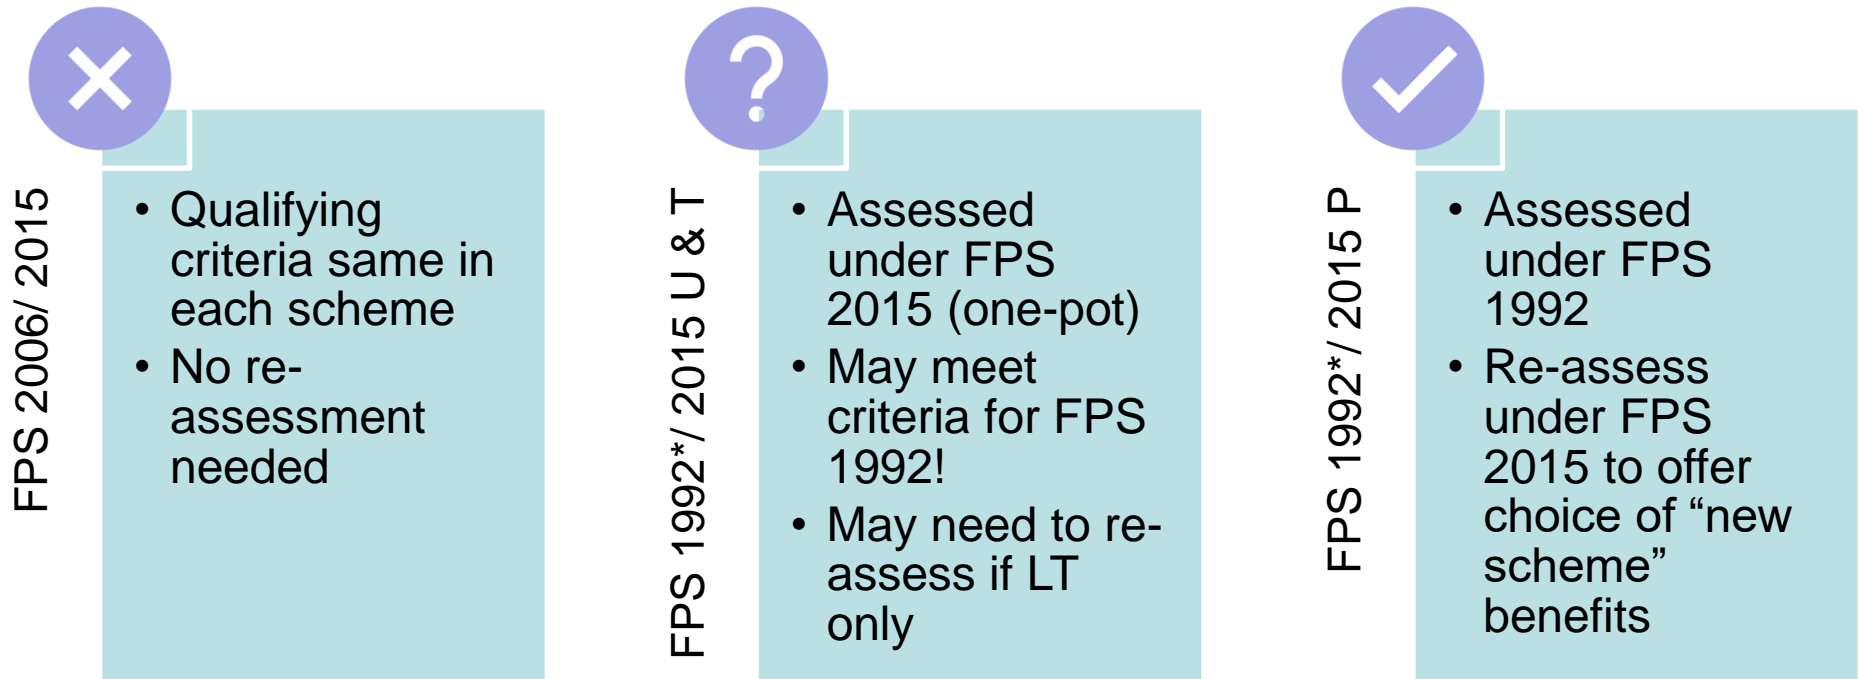 FPS 2006/ 2015
• Qualifying
criteria same in
each scheme
• No re-
assessment
needed
FPS 1992*/ 2015 U & T
• Assessed
under FPS
2015 (one-pot)
• May meet
criteria for FPS
1992!
• May need to re-
assess if LT
only
FPS 1992*/ 2015 P
• Assessed
under FPS
1992
• Re-assess
under FPS
2015 to offer
choice of “new
scheme”
benefits